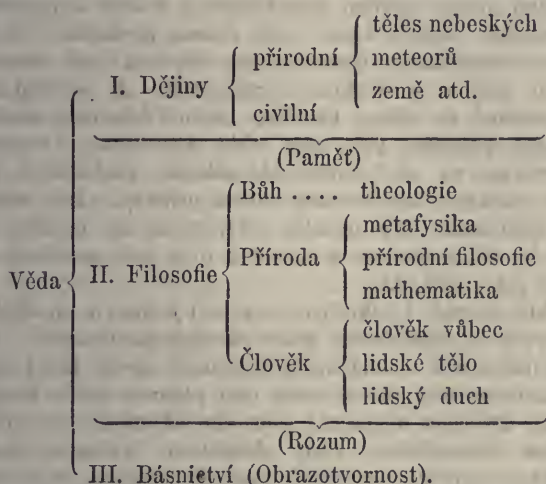 těles nebeských
přírodní meteorů
I. Dějiny země atd.
civilní
(Paměť)
Bůh .... theologie
metafysika
Příroda přírodní filosofie
Věda II. Filosofie mathematika
člověk vůbec
Člověk lidské tělo
lidský duch
(Rozum)
III. Básnictví (Obrazotvornost).